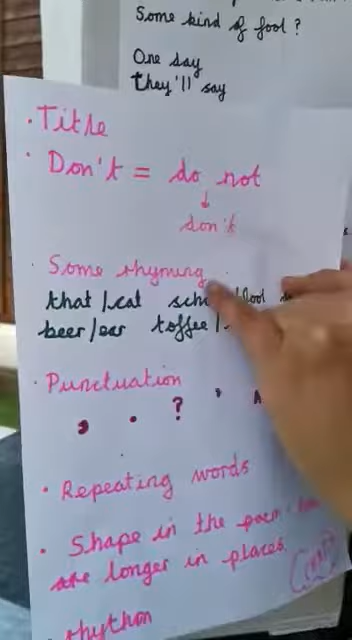 Some kind of fool?
One day
they'll say
· Title
· Don't = do not
↓
don't
· Some rhyming
that/cat
beer/ear toffee/
· Punctuation
, . ? '
· Repeating words
· Shape in the poem
are longer in places.
· rhythm